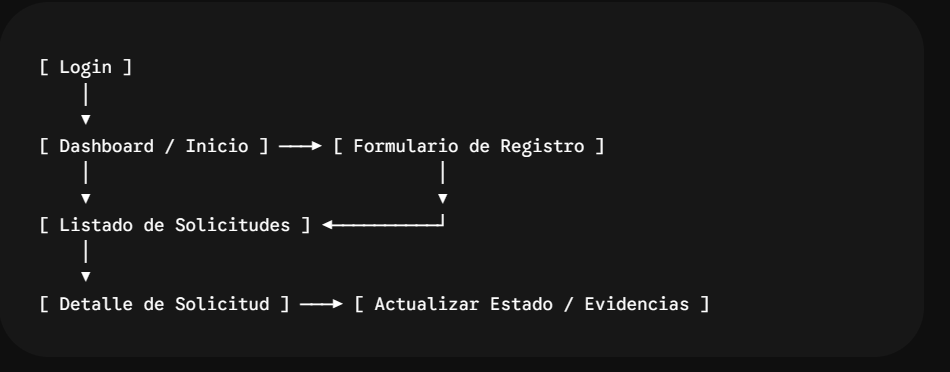 [ Login ]
[ Dashboard / Inicio ] ───► [ Formulario de Registro ]
[ Listado de Solicitudes ] ◄───────────┘
[ Detalle de Solicitud ] ───► [ Actualizar Estado / Evidencias ]